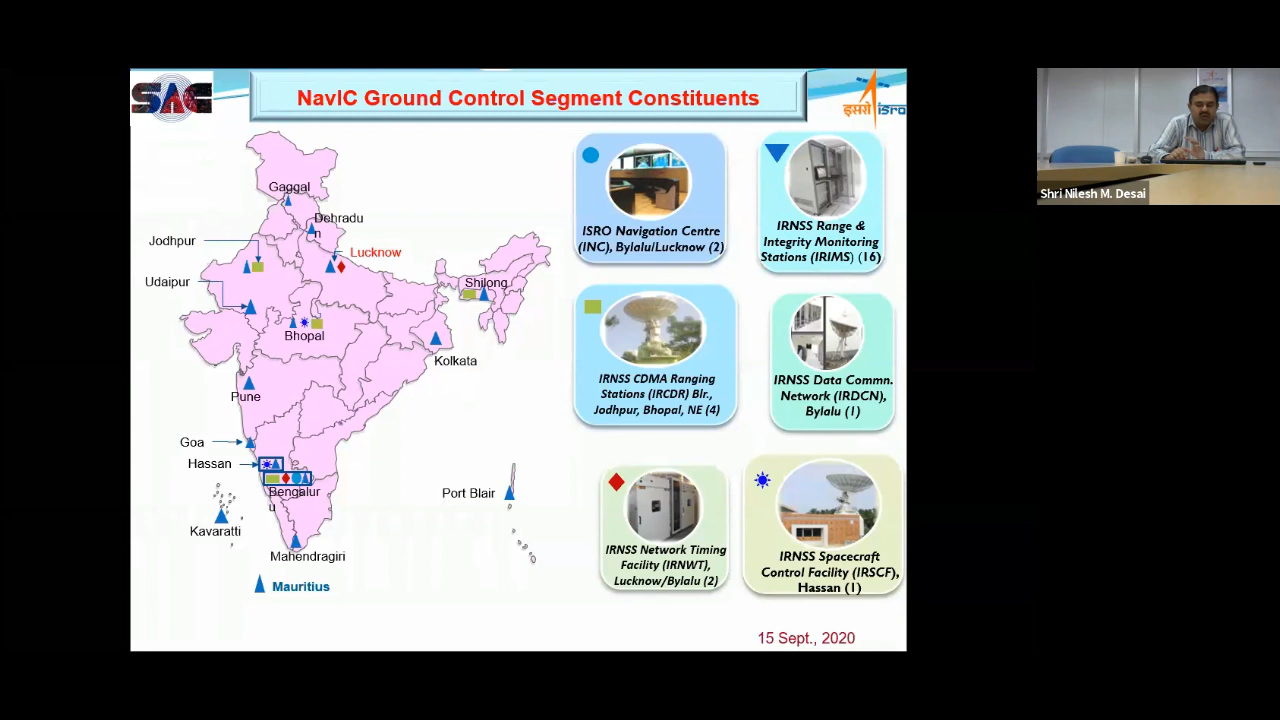 SAC
NavIC Ground Control Segment Constituents
इसरो isro
Gaggal
Dehradu
n
Jodhpur
Lucknow
Udaipur
Shilong
Bhopal
Kolkata
Pune
Goa
Hassan
Bengalur
u
Port Blair
Kavaratti
Mahendragiri
Mauritius
ISRO Navigation Centre
(INC), Bylalu/Lucknow (2)
IRNSS Range &
Integrity Monitoring
Stations (IRIMS) (16)
IRNSS CDMA Ranging
Stations (IRCDR) Blr.,
Jodhpur, Bhopal, NE (4)
IRNSS Data Commn.
Network (IRDCN),
Bylalu (1)
IRNSS Network Timing
Facility (IRNWT),
Lucknow/Bylalu (2)
IRNSS Spacecraft
Control Facility (IRSCF),
Hassan (1)
15 Sept., 2020
Shri Nilesh M. Desai